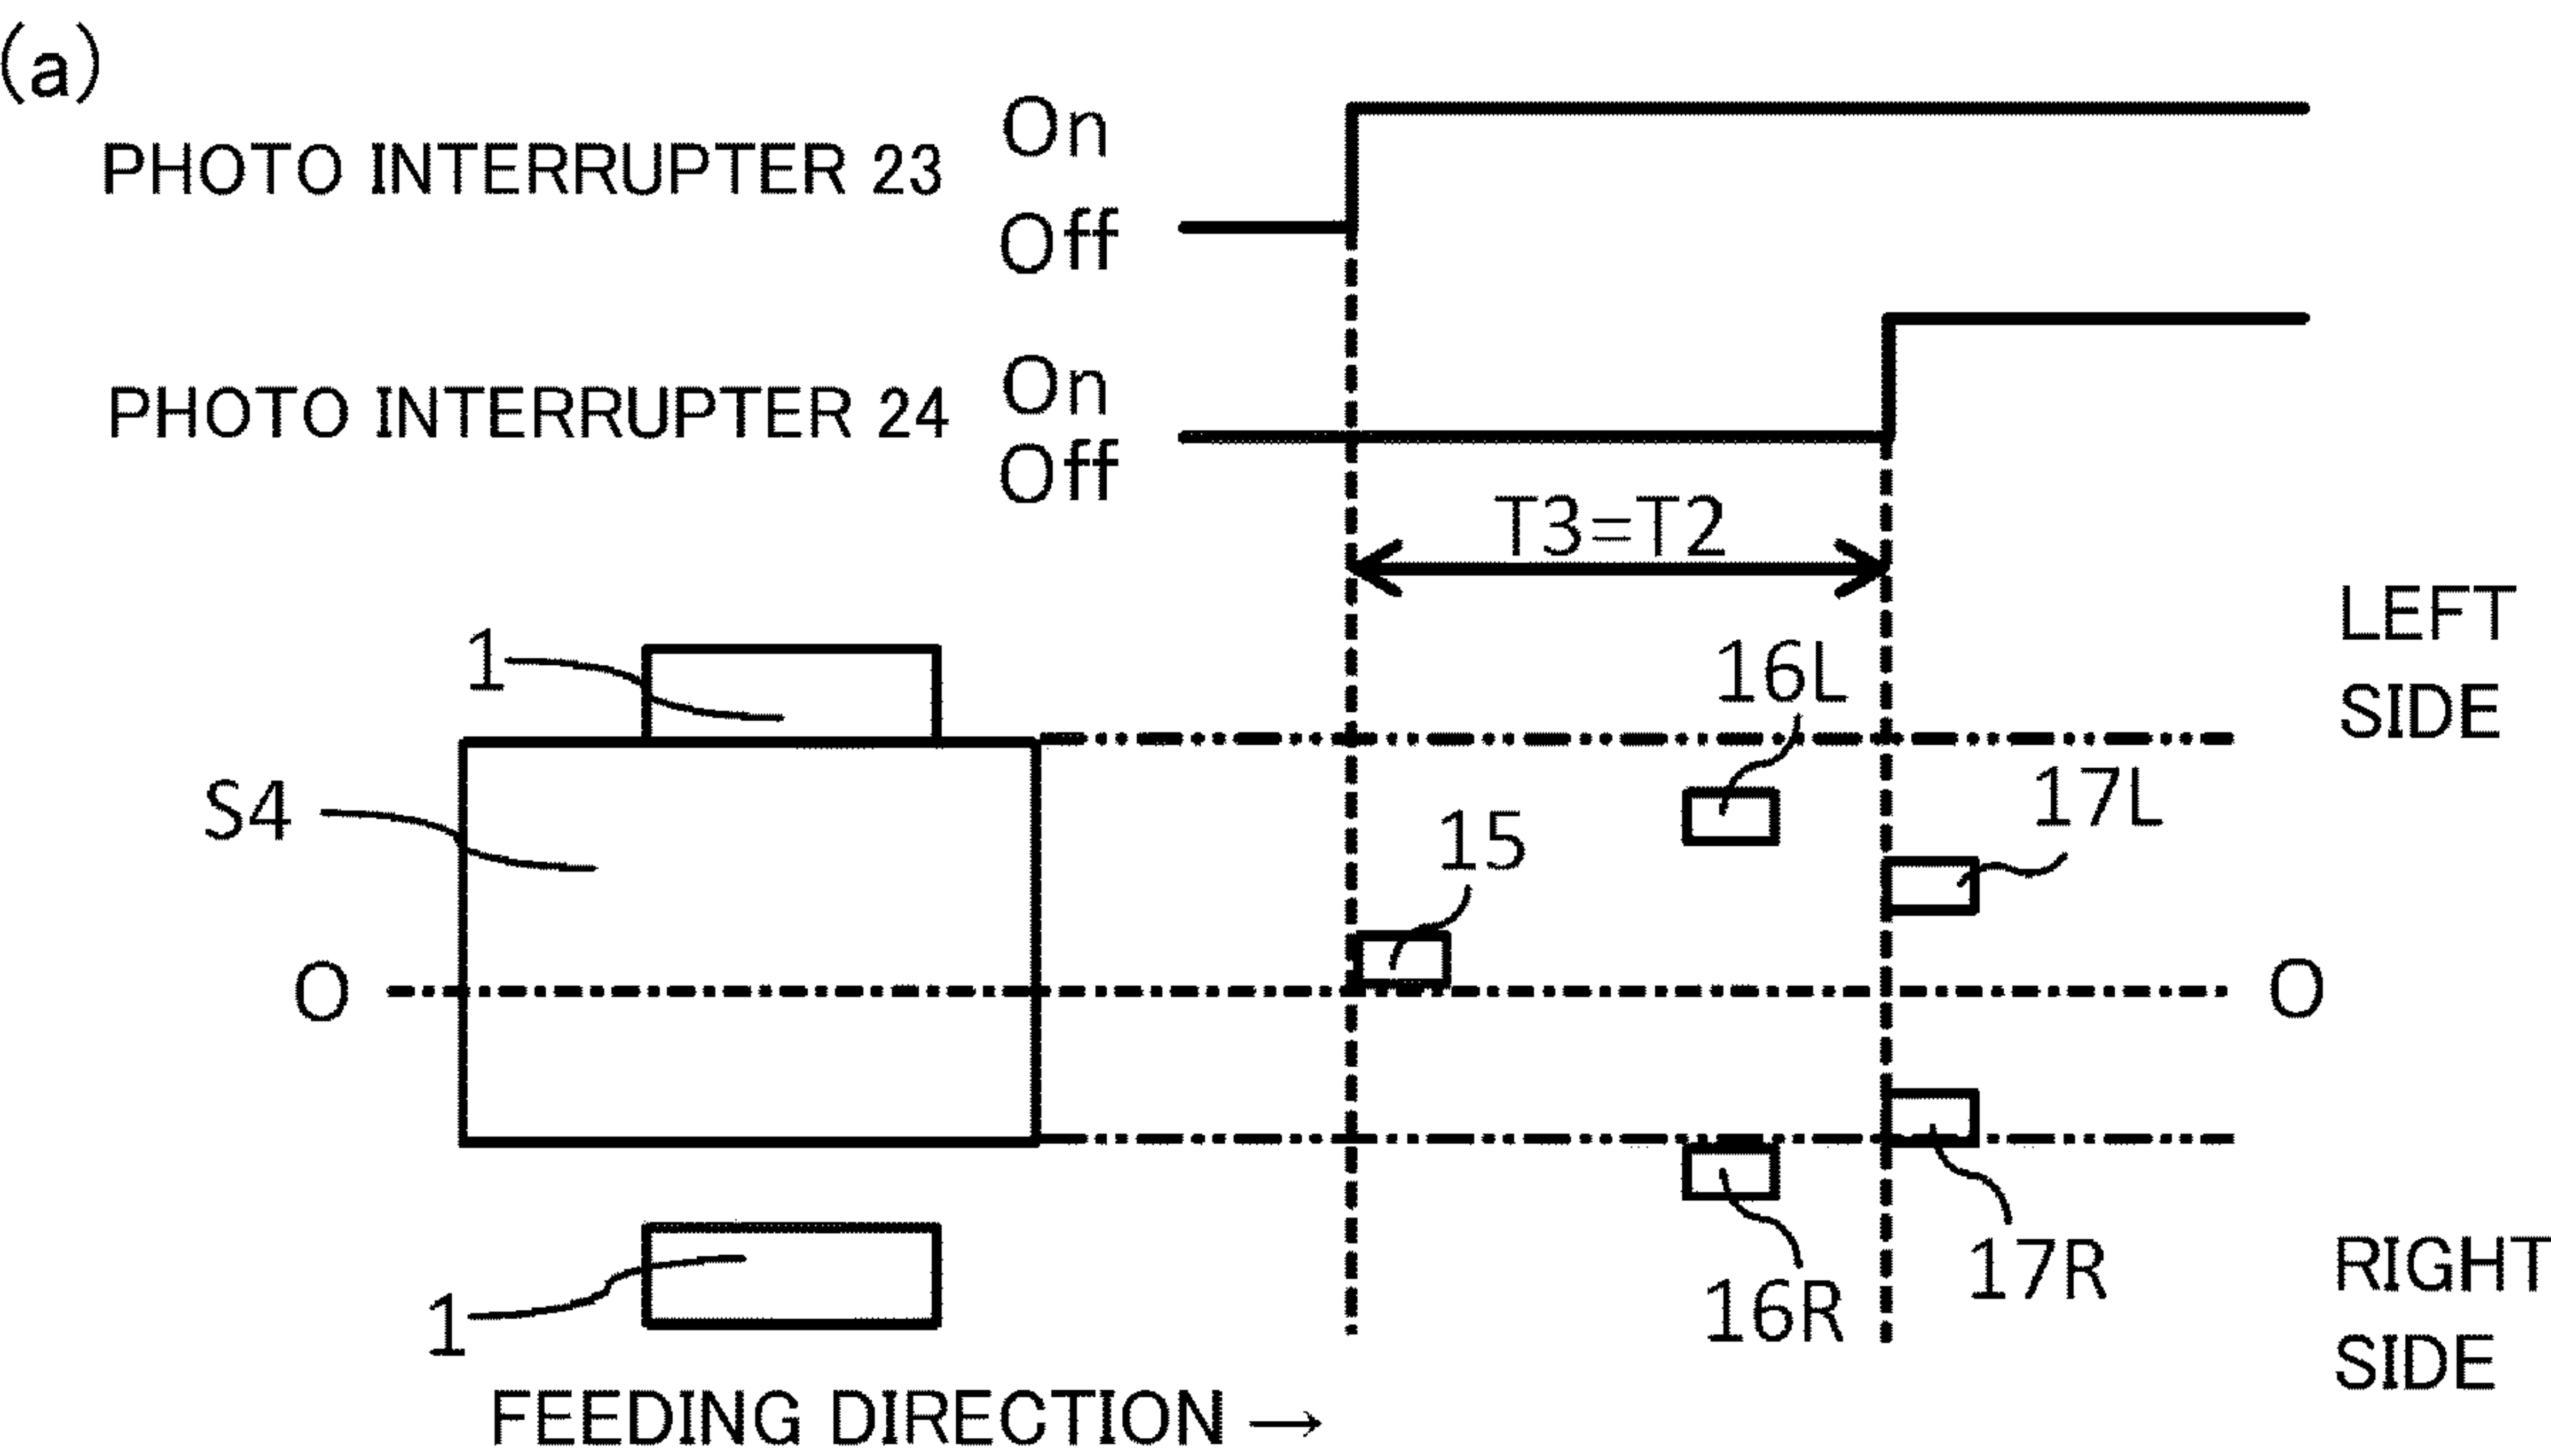 (a)
PHOTO INTERRUPTER 23
On
Off
PHOTO INTERRUPTER 24
On
Off
T3=T2
LEFT
SIDE
1
16L
S4
15
17L
O
O
1
16R
17R
RIGHT
SIDE
FEEDING DIRECTION →